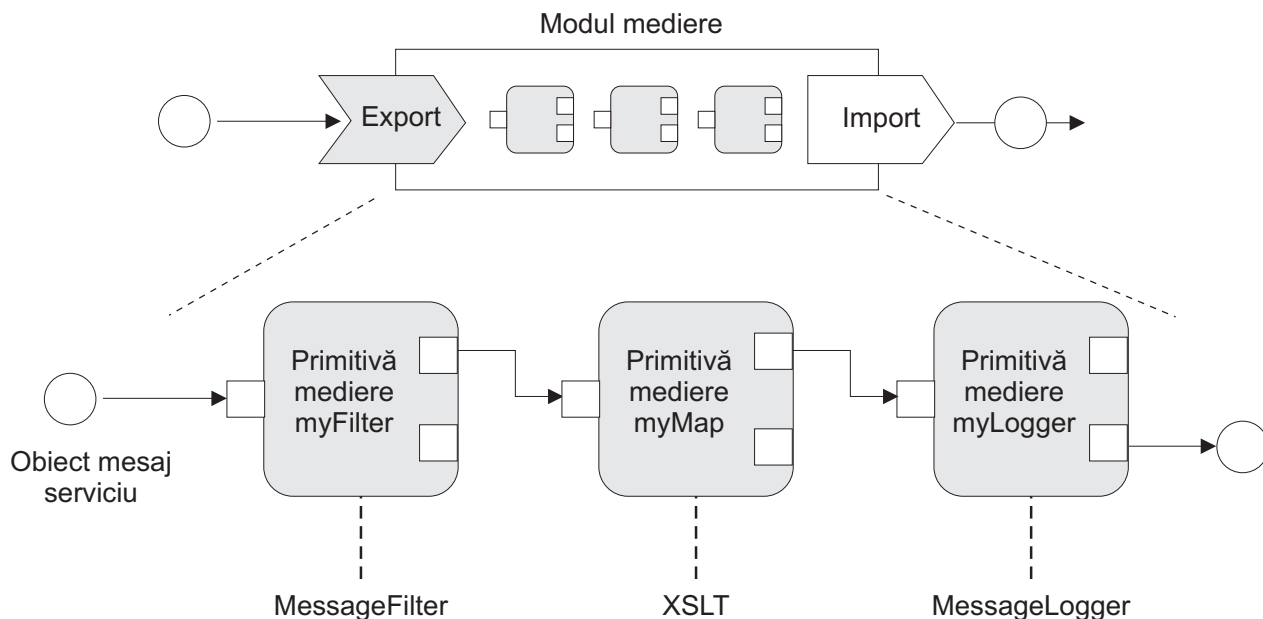 Modul mediere
Export
Import
Primitivă
mediere
myFilter
Primitivă
mediere
myMap
Primitivă
mediere
myLogger
Obiect mesaj
serviciu
MessageFilter
XSLT
MessageLogger